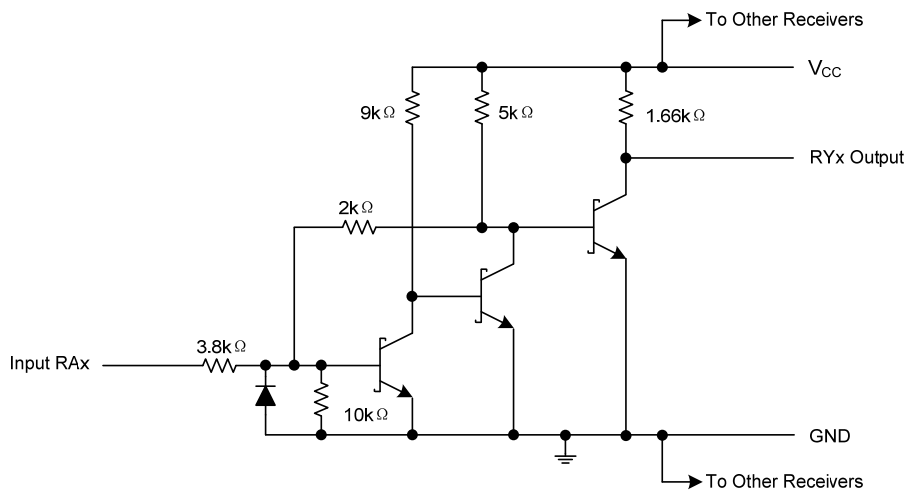 To Other Receivers
V_CC
9kΩ
5kΩ
1.66kΩ
RYx Output
2kΩ
3.8kΩ
Input RAx
10kΩ
GND
To Other Receivers